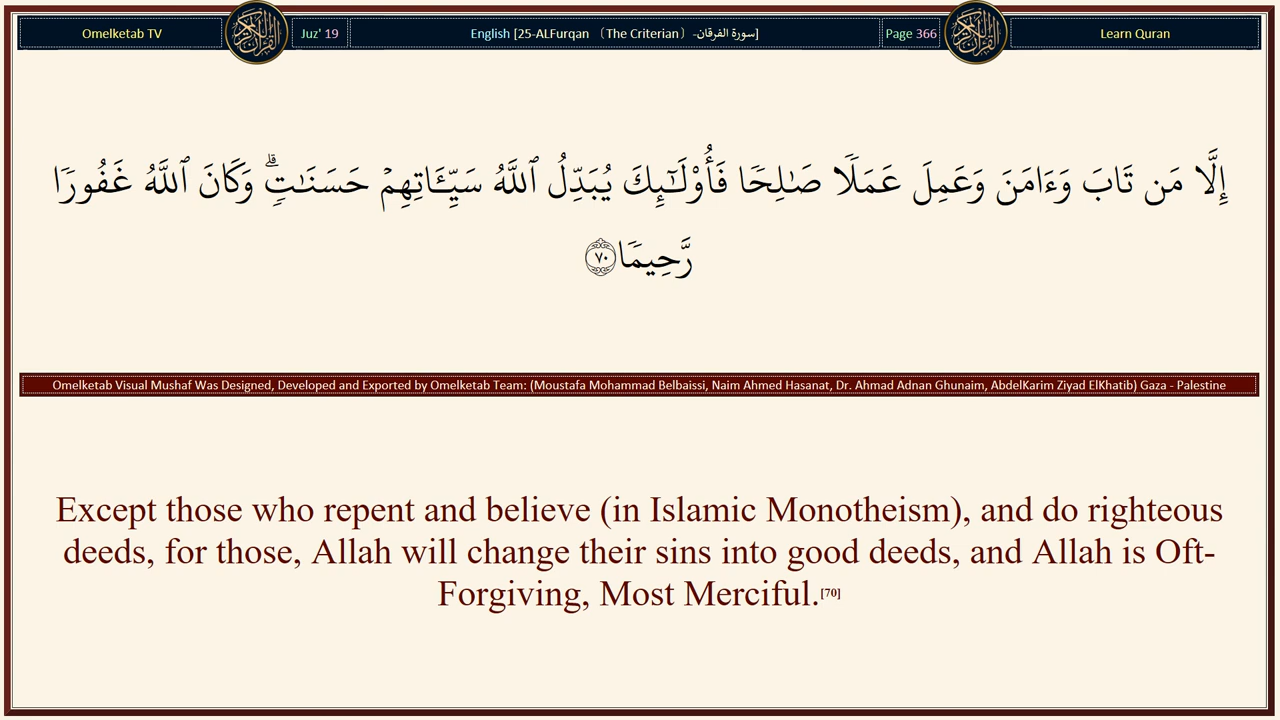 Omelketab TV
Juz' 19
English [25-ALFurqan （The Criterian）-سورة الفرقان]
Page 366
Learn Quran
إِلَّا مَن تَابَ وَءَامَنَ وَعَمِلَ عَمَلٗا صَٰلِحٗا فَأُوْلَٰٓئِكَ يُبَدِّلُ ٱللَّهُ سَيِّـَٔاتِهِمۡ حَسَنَٰتٖۗ وَكَانَ ٱللَّهُ غَفُورٗا
رَّحِيمٗا ٧٠
Omelketab Visual Mushaf Was Designed, Developed and Exported by Omelketab Team: (Moustafa Mohammad Belbaissi, Naim Ahmed Hasanat, Dr. Ahmad Adnan Ghunaim, AbdelKarim Ziyad ElKhatib) Gaza - Palestine
Except those who repent and believe (in Islamic Monotheism), and do righteous
deeds, for those, Allah will change their sins into good deeds, and Allah is Oft-
Forgiving, Most Merciful.[70]